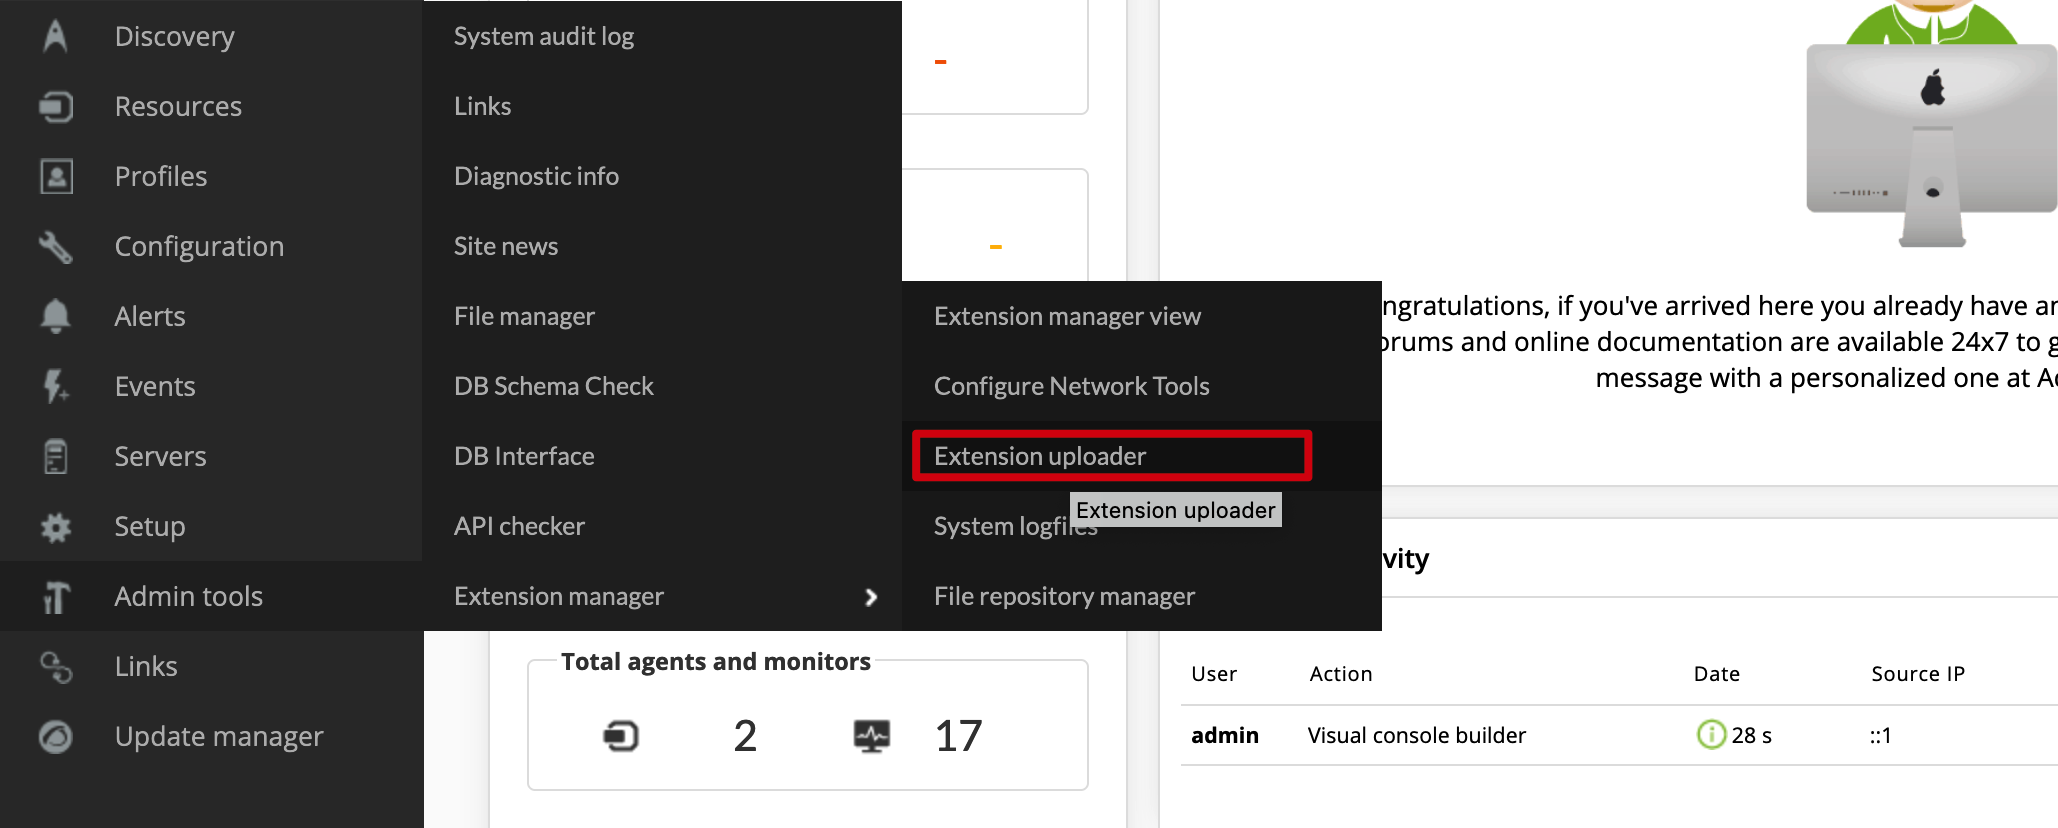 Discovery
Resources
Profiles
Configuration
Alerts
Events
Servers
Setup
Admin tools
Links
Update manager
System audit log
Links
Diagnostic info
Site news
File manager
DB Schema Check
DB Interface
API checker
Extension manager
Extension manager view
Configure Network Tools
Extension uploader
Extension uploader
System logfiles
File repository manager
-
-
Total agents and monitors
2 17
ngratulations, if you've arrived here you already have an
orums and online documentation are available 24x7 to g
message with a personalized one at Ad
vity
User Action Date Source IP
admin Visual console builder 28 s ::1